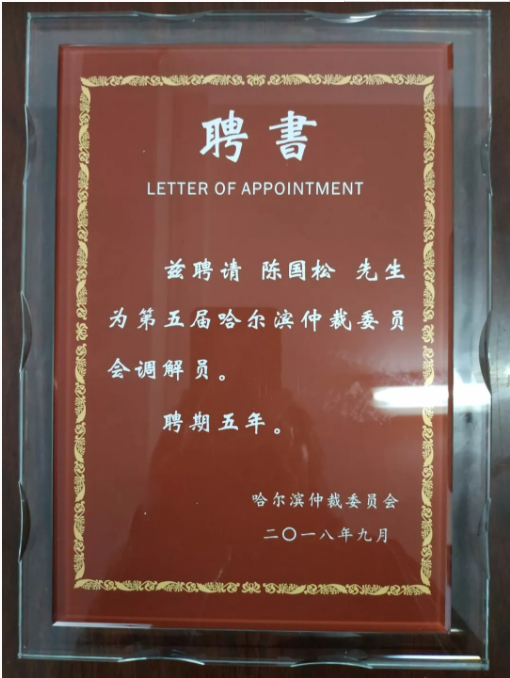 聘書
LETTER OF APPOINTMENT
兹聘请 陈国松 先生
为第五届哈尔滨仲裁委员
会调解员。
聘期五年。
哈尔滨仲裁委员会
二〇一八年九月